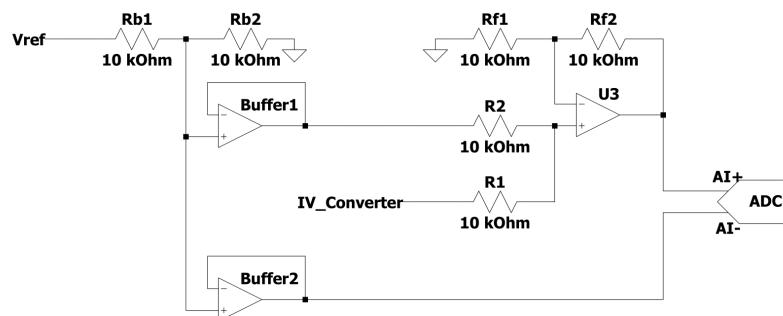 Rb1
Rb2
Rf1
Rf2
Vref
10 kOhm
10 kOhm
10 kOhm
10 kOhm
U3
Buffer1
−
+
R2
−
+
10 kOhm
R1
AI+
IV_Converter
ADC
10 kOhm
AI-
Buffer2
−
+